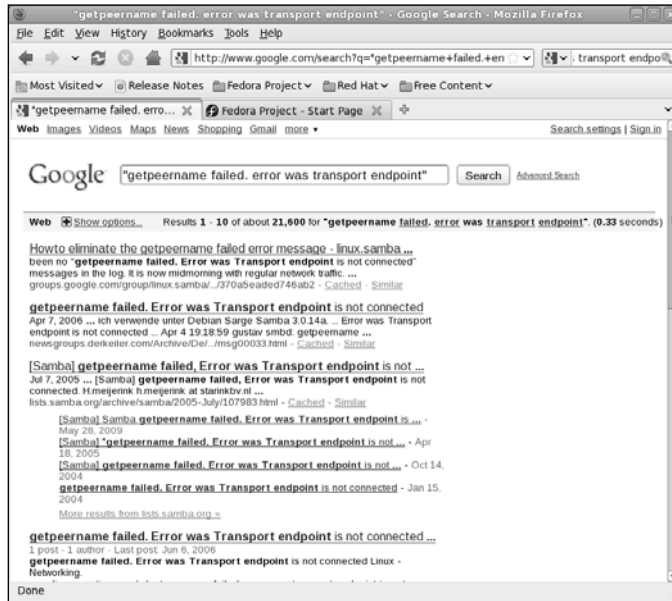 "getpeername failed. error was transport endpoint" - Google Search - Mozilla Firefox
File Edit View History Bookmarks Tools Help
http://www.google.com/search?q="getpeername+failed.+en
transport endpo
Most Visited Release Notes Fedora Project Red Hat Free Content
"getpeername failed. erro... Fedora Project - Start Page
Web Images Videos Maps News Shopping Gmail more Search settings | Sign in
Google "getpeername failed. error was transport endpoint" Search Advanced Search
Web Show options... Results 1 - 10 of about 21,600 for "getpeername failed. error was transport endpoint". (0.33 seconds)
Howto eliminate the getpeername failed error message - linux.samba ...
been no "getpeername failed. Error was Transport endpoint is not connected"
messages in the log. It is now midmorning with regular network traffic. ...
groups.google.com/group/linux.samba/.../370a5eaded746ab2 - Cached - Similar
getpeername failed. Error was Transport endpoint is not connected
Apr 7, 2006 ... ich verwende unter Debian Sarge Samba 3.0.14a. ... Error was Transport
endpoint is not connected ... Apr 4 19:18:59 gustav smbd: getpeername ...
newsgroups.derkeiler.com/Archive/De/.../msg00033.html - Cached - Similar
[Samba] getpeername failed, Error was Transport endpoint is not ...
Jul 7, 2005 ... [Samba] getpeername failed, Error was Transport endpoint is not
connected. H.meijerink h.meijerink at starinkbv.nl ...
lists.samba.org/archive/samba/2005-July/107983.html - Cached - Similar
[Samba] Samba getpeername failed. Error was Transport endpoint is ... -
May 28, 2009
[Samba] "getpeername failed. Error was Transport endpoint is not ... - Apr
18, 2005
[Samba] getpeername failed. Error was Transport endpoint is not ... - Oct 14,
2004
getpeername failed. Error was Transport endpoint is not connected - Jan 15,
2004
More results from lists.samba.org »
getpeername failed. Error was Transport endpoint is not connected ...
1 post - 1 author - Last post: Jun 6, 2006
getpeername failed. Error was Transport endpoint is not connected Linux -
Networking.
Done